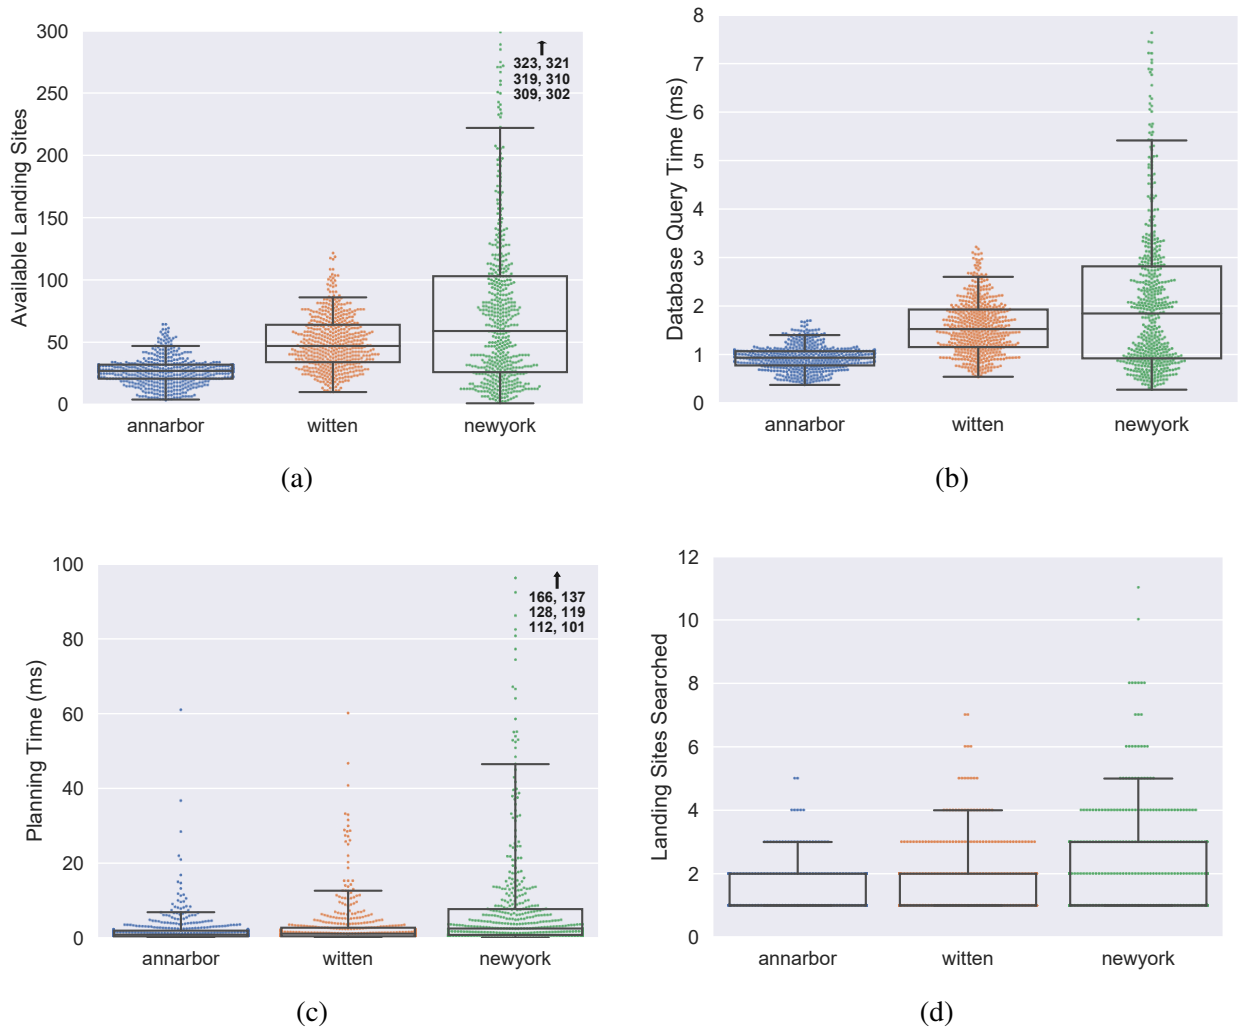 Available Landing Sites
300
250
200
150
100
50
0
323, 321
319, 310
309, 302
annarbor witten newyork
(a)
Database Query Time (ms)
8
7
6
5
4
3
2
1
0
annarbor witten newyork
(b)
Planning Time (ms)
100
80
60
40
20
0
166, 137
128, 119
112, 101
annarbor witten newyork
(c)
Landing Sites Searched
12
10
8
6
4
2
0
annarbor witten newyork
(d)